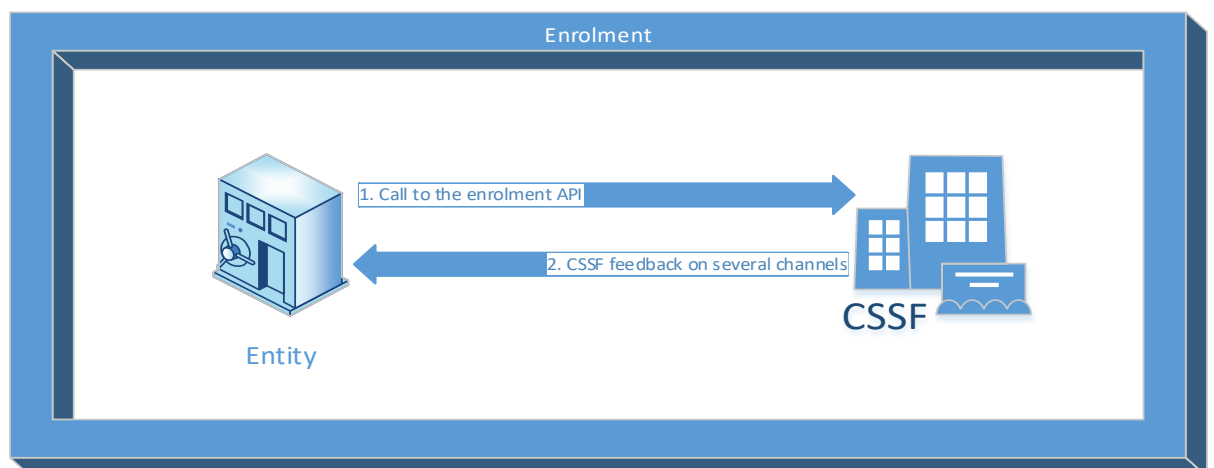 Enrolment
1. Call to the enrolment API
2. CSSF feedback on several channels
CSSF
Entity